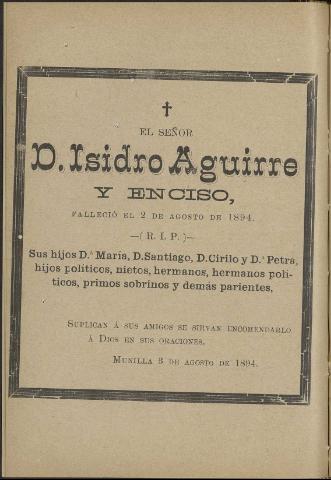 EL SEÑOR
D. Isidro Aguirre
Y ENCISO,
FALLECIÓ EL 2 DE AGOSTO DE 1894.
—( R. I. P. )—
Sus hijos D.ª María, D. Santiago, D. Cirilo y D.ª Petra,
hijos políticos, nietos, hermanos, hermanos polí-
ticos, primos sobrinos y demás parientes,
SUPLICAN Á SUS AMIGOS SE SIRVAN ENCOMENDARLO
Á DIOS EN SUS ORACIONES.
MUNILLA 3 DE AGOSTO DE 1894.